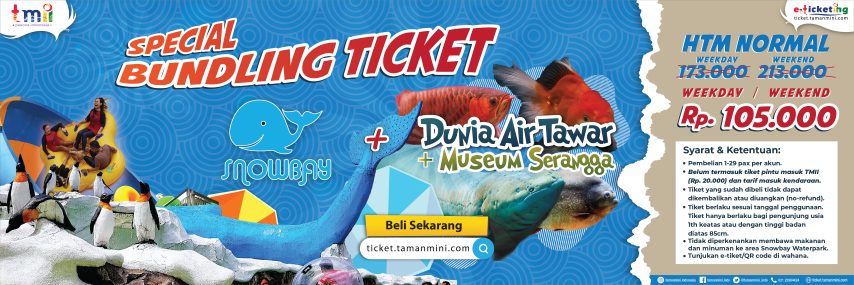 tmii
SPECIAL
BUNDLING TICKET
SNOWBAY
+
Dunia Air Tawar
+ Museum Serangga
Beli Sekarang
ticket.tamanmini.com
e-ticketing
ticket.tamanmini.com
HTM NORMAL
WEEKDAY WEEKEND
173.000 213.000
WEEKDAY / WEEKEND
Rp. 105.000
Syarat & Ketentuan:
• Pembelian 1-29 pax per akun.
• Belum termasuk tiket pintu masuk TMII
(Rp. 20.000) dan tarif masuk kendaraan.
• Tiket yang sudah dibeli tidak dapat
dikembalikan atau diuangkan (no-refund).
• Tiket berlaku sesuai tanggal penggunaan.
Tiket hanya berlaku bagi pengunjung usia
1th keatas atau dengan tinggi badan
diatas 85cm.
• Tidak diperkenankan membawa makanan
dan minuman ke area Snowbay Waterpark.
• Tunjukan e-tiket/QR code di wahana.
ticket.tamanmini.com